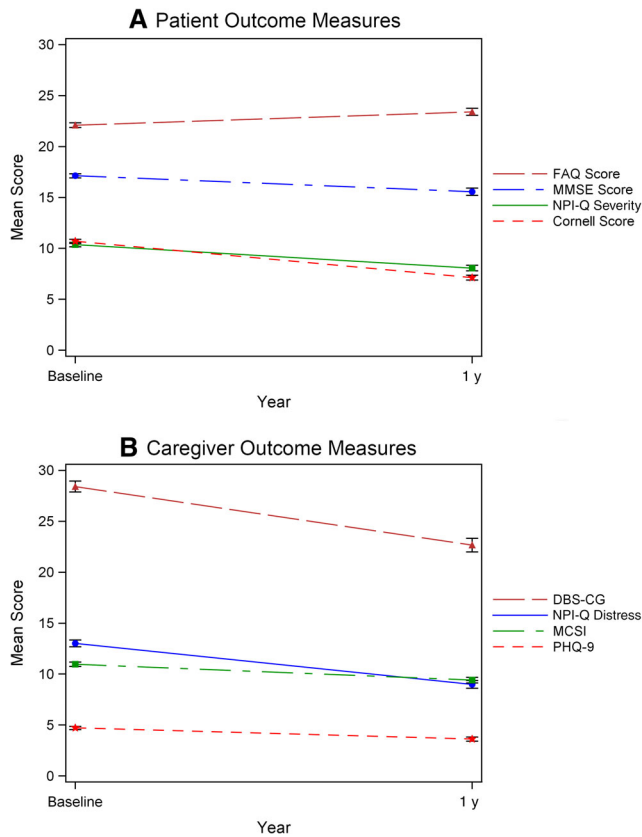 A Patient Outcome Measures
30
25
20
15
10
5
0
Mean Score
Baseline
1 y
Year
FAQ Score
MMSE Score
NPI-Q Severity
Cornell Score
B Caregiver Outcome Measures
30
25
20
15
10
5
0
Mean Score
Baseline
1 y
Year
DBS-CG
NPI-Q Distress
MCSI
PHQ-9